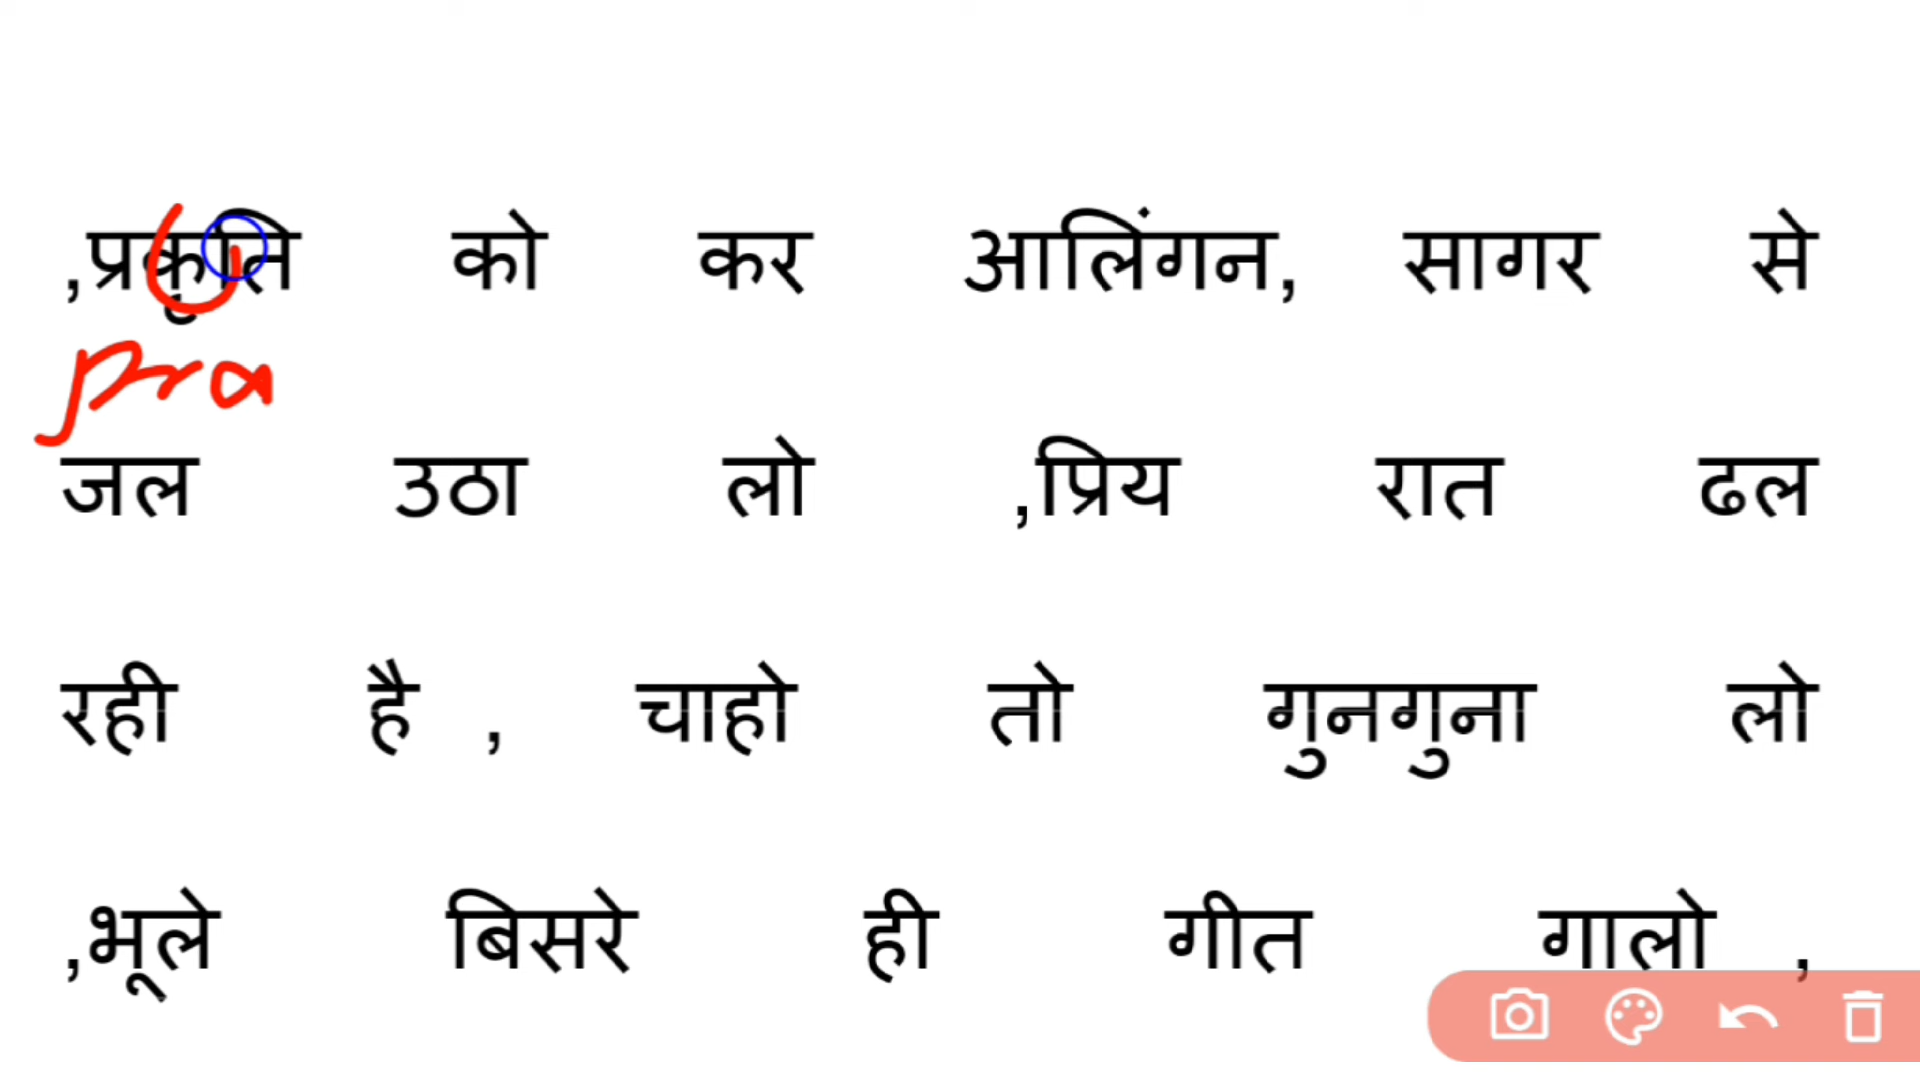 ,प्रकृति को कर आलिंगन, सागर से
pra
जल उठा लो ,प्रिय रात ढल
रही है , चाहो तो गुनगुना लो
,भूले बिसरे ही गीत गालो ,